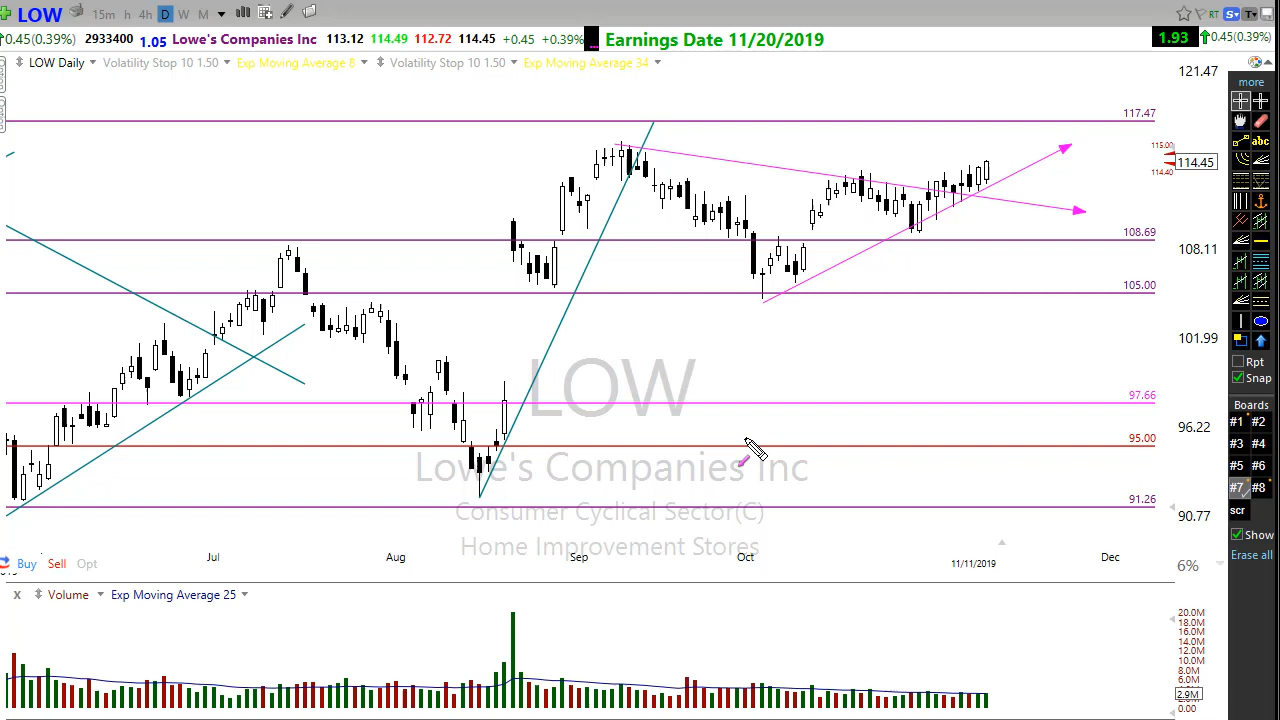 LOW 15m h 4h D W M RT S T
0.45(0.39%) 2933400 1.05 Lowe's Companies Inc 113.12 114.49 112.72 114.45 +0.45 +0.39% Earnings Date 11/20/2019 1.93 0.45(0.39%)
LOW Daily Volatility Stop 10 1.50 Exp Moving Average 8 Volatility Stop 10 1.50 Exp Moving Average 34
121.47
more
117.47
abc
115.00
114.45
114.40
108.69
108.11
105.00
101.99
Rpt
Snap
LOW
97.66
Boards
#1 #2
96.22
95.00
#3 #4
Lowe's Companies Inc
#5 #6
#7 #8
91.26
Consumer Cyclical Sector(C)
90.77
scr
Show
Home Improvement Stores
Jul Aug Sep Oct 11/11/2019 Dec
Erase all
Buy Sell Opt 6%
X Volume Exp Moving Average 25
20.0M
18.0M
16.0M
14.0M
12.0M
10.0M
8.0M
6.0M
2.9M
0.00